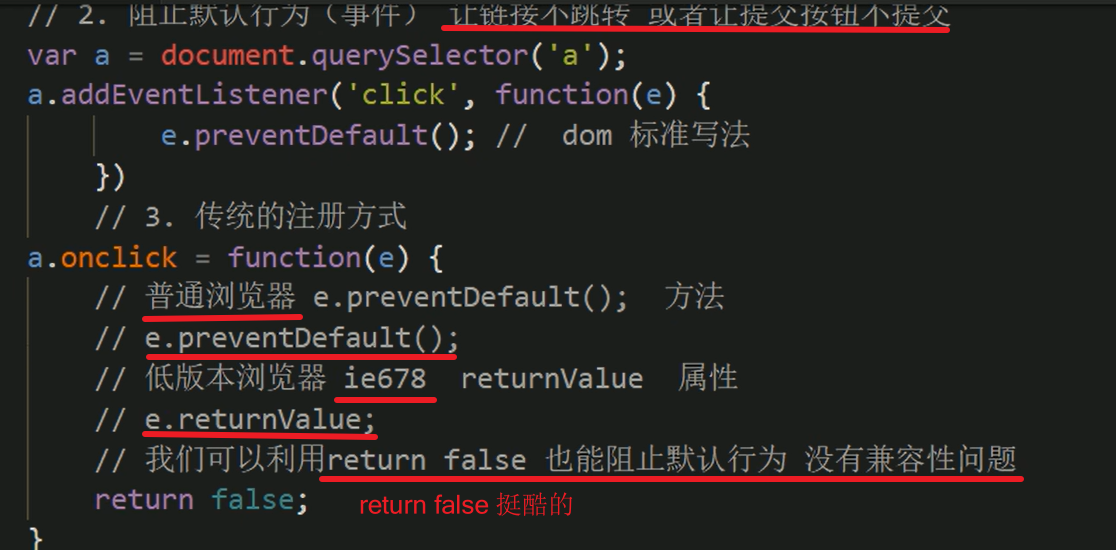 // 2. 阻止默认行为（事件） 让链接不跳转 或者让提交按钮不提交
var a = document.querySelector('a');
a.addEventListener('click', function(e) {
e.preventDefault(); //  dom 标准写法
})
// 3. 传统的注册方式
a.onclick = function(e) {
// 普通浏览器 e.preventDefault();  方法
// e.preventDefault();
// 低版本浏览器 ie678  returnValue  属性
// e.returnValue;
// 我们可以利用return false 也能阻止默认行为 没有兼容性问题
return false; return false 挺酷的
}